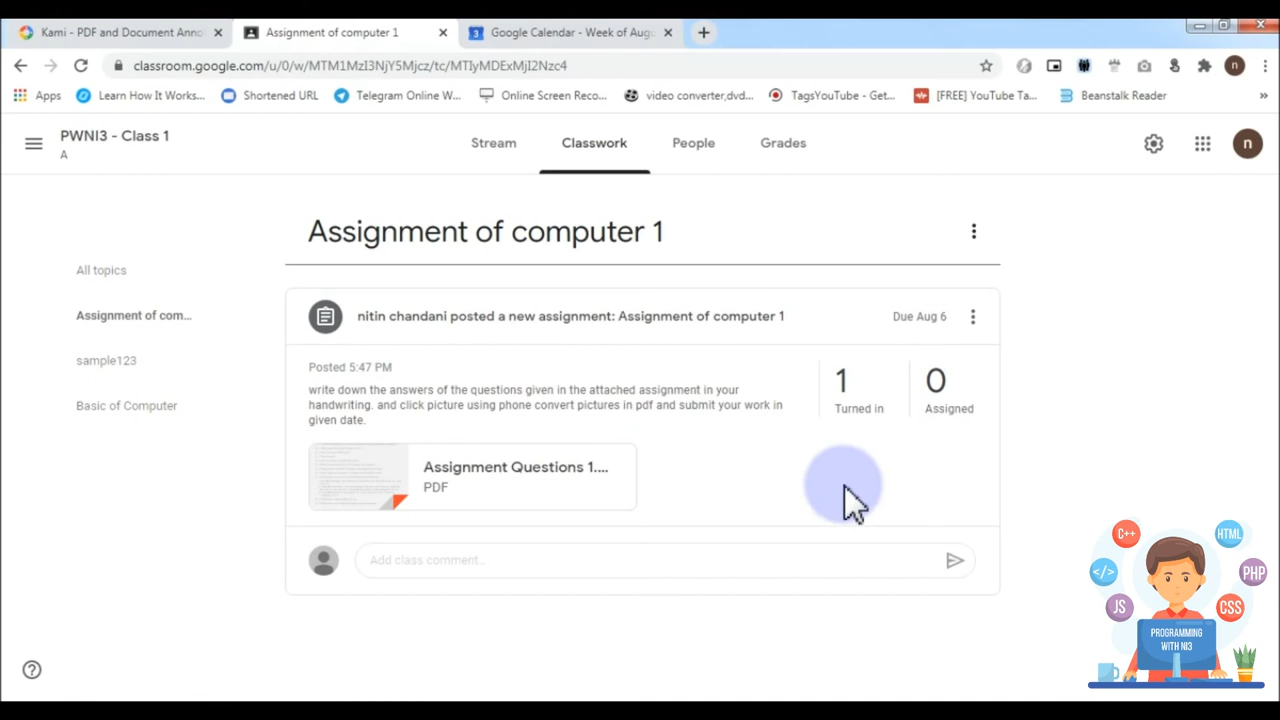 Kami - PDF and Document Anno
Assignment of computer 1
Google Calendar - Week of Aug
classroom.google.com/u/0/w/MTM1MzI3NjY5Mjcz/tc/MTIyMDExMjI2Nzc4
n
Apps
Learn How It Works...
Shortened URL
Telegram Online W...
Online Screen Reco...
video converter,dvd...
TagsYouTube - Get...
[FREE] YouTube Ta...
Beanstalk Reader
»
PWNI3 - Class 1
A
Stream
Classwork
People
Grades
n
Assignment of computer 1
All topics
Assignment of com...
sample123
Basic of Computer
nitin chandani posted a new assignment: Assignment of computer 1
Due Aug 6
Posted 5:47 PM
write down the answers of the questions given in the attached assignment in your
handwriting. and click picture using phone convert pictures in pdf and submit your work in
given date.
1
Turned in
0
Assigned
Assignment Questions 1....
PDF
Add class comment...
C++
HTML
</>
PHP
JS
CSS
PROGRAMMING
WITH NI3